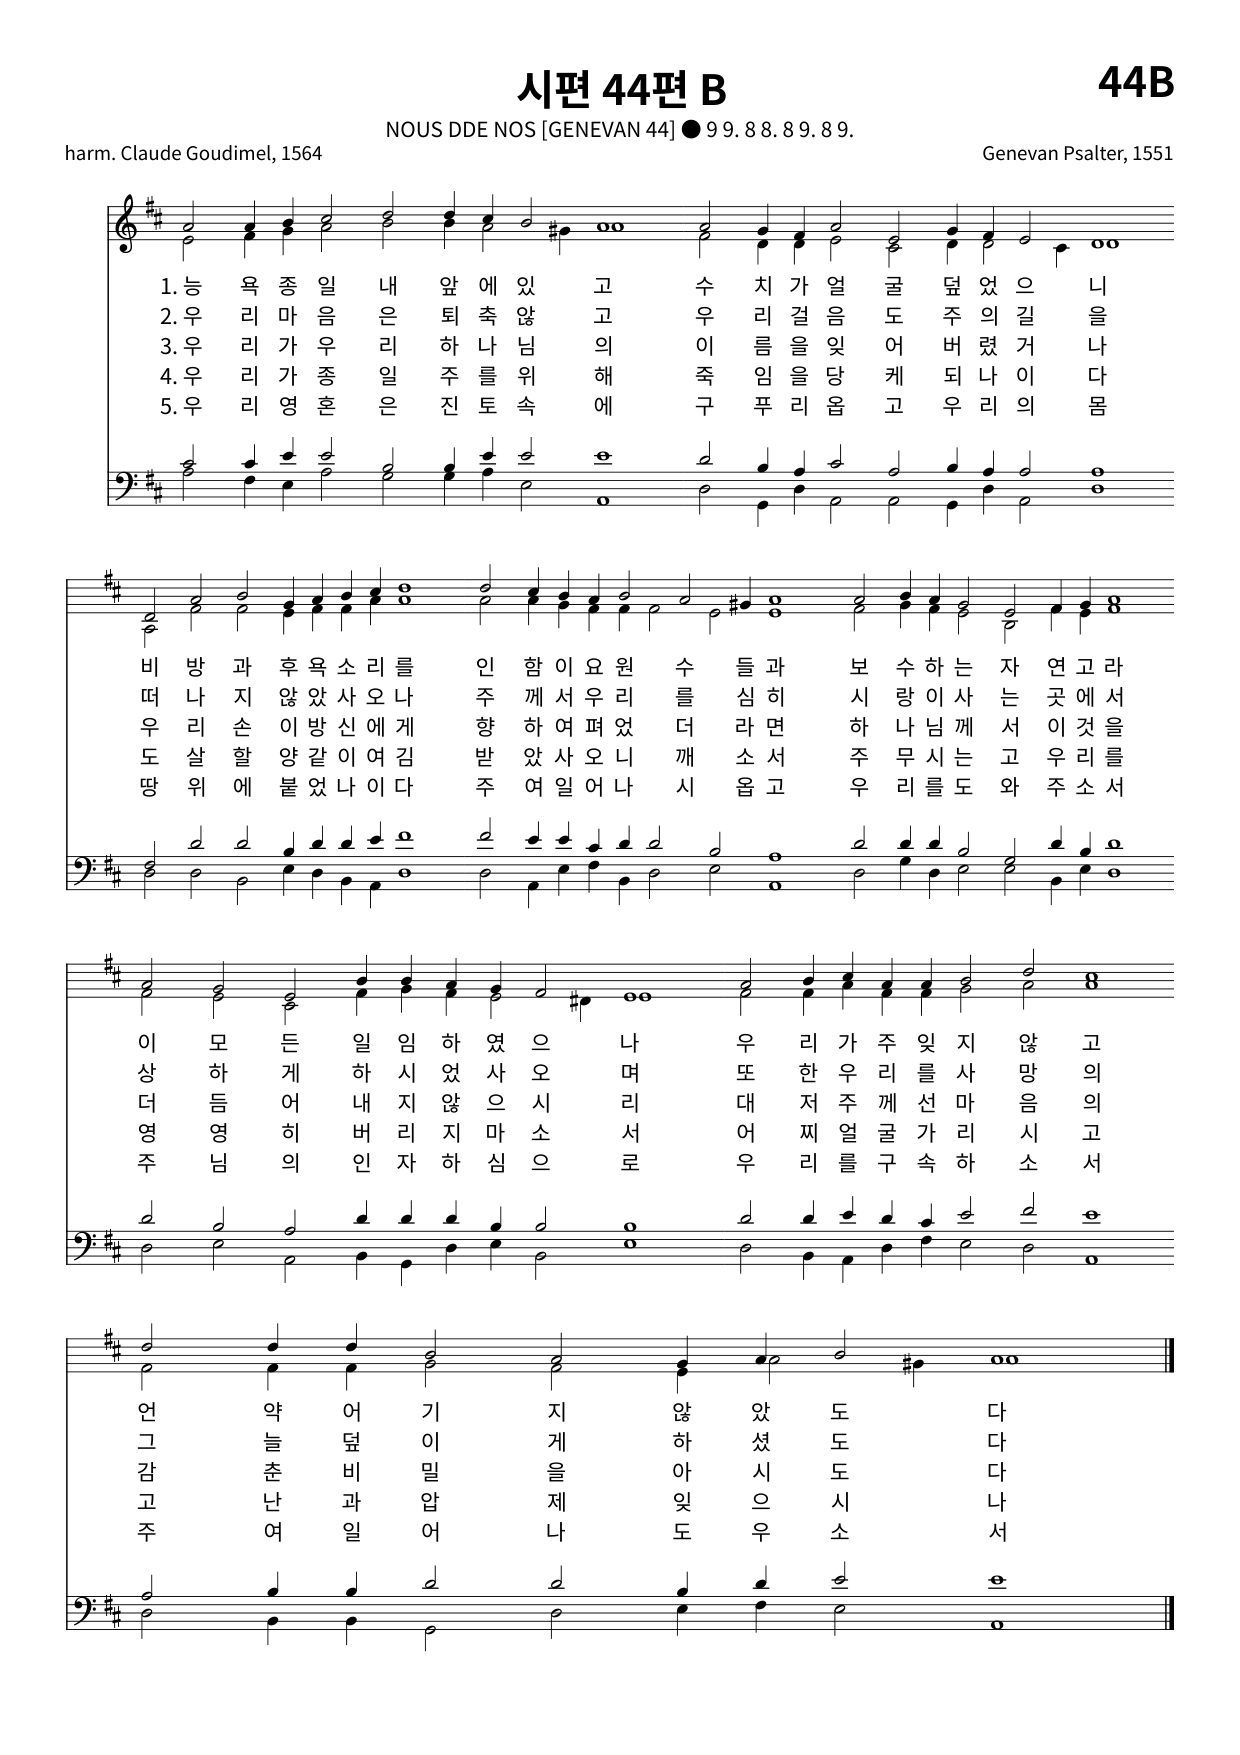 시편 44편 B
44B
NOUS DDE NOS [GENEVAN 44] ● 9 9. 8 8. 8 9. 8 9.
harm. Claude Goudimel, 1564
Genevan Psalter, 1551
1. 능 욕 종 일 내 앞 에 있 고 수 치 가 얼 굴 덮 었 으 니
2. 우 리 마 음 은 퇴 축 않 고 우 리 걸 음 도 주 의 길 을
3. 우 리 가 우 리 하 나 님 의 이 름 을 잊 어 버 렸 거 나
4. 우 리 가 종 일 주 를 위 해 죽 임 을 당 케 되 나 이 다
5. 우 리 영 혼 은 진 토 속 에 구 푸 리 옵 고 우 리 의 몸
비 방 과 후 욕 소 리 를 인 함 이 요 원 수 들 과 보 수 하 는 자 연 고 라
떠 나 지 않 았 사 오 나 주 께 서 우 리 를 심 히 시 랑 이 사 는 곳 에 서
우 리 손 이 방 신 에 게 향 하 여 펴 었 더 라 면 하 나 님 께 서 이 것 을
도 살 할 양 같 이 여 김 받 았 사 오 니 깨 소 서 주 무 시 는 고 우 리 를
땅 위 에 붙 었 나 이 다 주 여 일 어 나 시 옵 고 우 리 를 도 와 주 소 서
이 모 든 일 임 하 였 으 나 우 리 가 주 잊 지 않 고
상 하 게 하 시 었 사 오 며 또 한 우 리 를 사 망 의
더 듬 어 내 지 않 으 시 리 대 저 주 께 선 마 음 의
영 영 히 버 리 지 마 소 서 어 찌 얼 굴 가 리 시 고
주 님 의 인 자 하 심 으 로 우 리 를 구 속 하 소 서
언 약 어 기 지 않 았 도 다
그 늘 덮 이 게 하 셨 도 다
감 춘 비 밀 을 아 시 도 다
고 난 과 압 제 잊 으 시 나
주 여 일 어 나 도 우 소 서